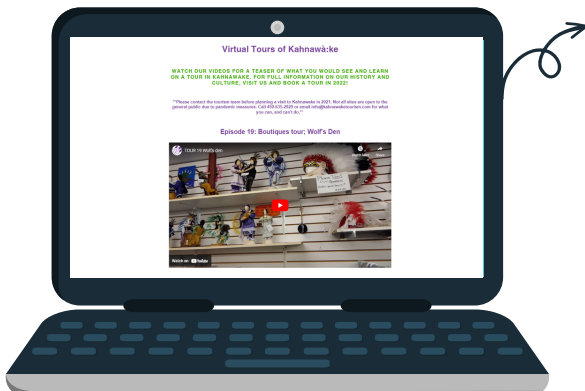 Virtual Tours of Kahnawà:ke
WATCH OUR VIDEOS FOR A TEASER OF WHAT YOU WOULD SEE AND LEARN
ON A TOUR IN KAHNAWAKE. FOR FULL INFORMATION ON OUR HISTORY AND
CULTURE, VISIT US AND BOOK A TOUR IN 2022!
**Please contact the tourism team before planning a visit to Kahnawake in 2021. Not all sites are open to the
general public due to pandemic measures. Call 450-635-2929 or email info@kahnawaketourism.com for what
you can, and can't do.**
Episode 19: Boutiques tour; Wolf's Den
TOUR 19 Wolf's den
Watch on YouTube